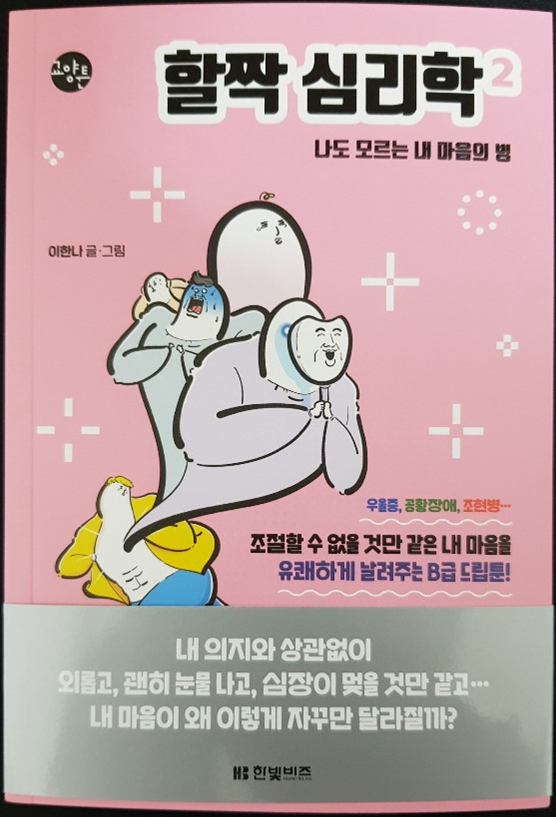 교양툰
할짝 심리학 2
나도 모르는 내 마음의 병
이한나 글·그림
우울증, 공황장애, 조현병…
조절할 수 없을 것만 같은 내 마음을
유쾌하게 날려주는 B급 드립툰!
내 의지와 상관없이
외롭고, 괜히 눈물 나고, 심장이 멎을 것만 같고…
내 마음이 왜 이렇게 자꾸만 달라질까?
HB 한빛비즈